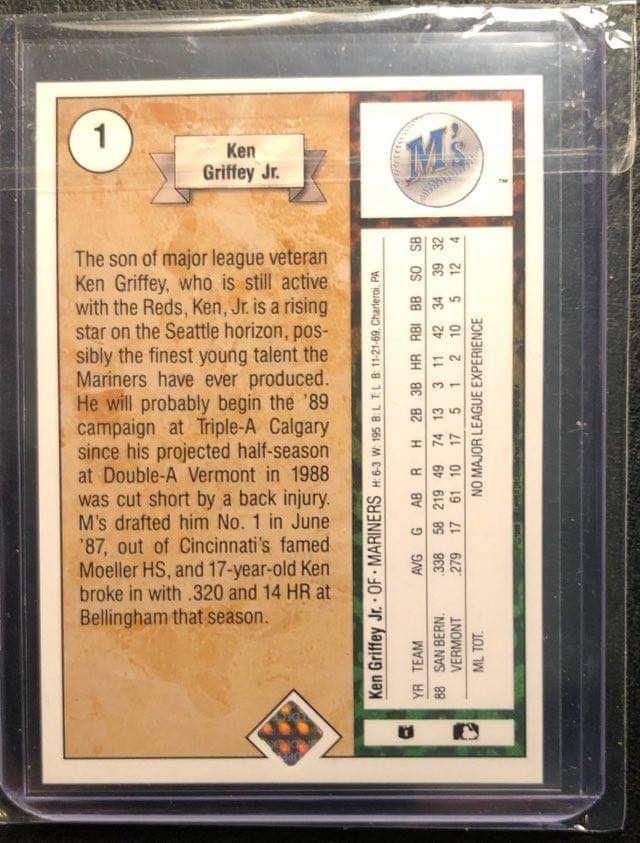 1
Ken
Griffey Jr.
The son of major league veteran
Ken Griffey, who is still active
with the Reds, Ken, Jr. is a rising
star on the Seattle horizon, pos-
sibly the finest young talent the
Mariners have ever produced.
He will probably begin the '89
campaign at Triple-A Calgary
since his projected half-season
at Double-A Vermont in 1988
was cut short by a back injury.
M's drafted him No. 1 in June
'87, out of Cincinnati's famed
Moeller HS, and 17-year-old Ken
broke in with .320 and 14 HR at
Bellingham that season.
M's
TM
Ken Griffey Jr. • OF • MARINERS H: 6-3 W: 195 B: L T: L B: 11-21-69, Charleroi, PA
YR TEAM AVG G AB R H 2B 3B HR RBI BB SO SB
88 SAN BERN. .338 58 219 49 74 13 3 11 42 34 39 32
VERMONT .279 17 61 10 17 5 1 2 10 5 12 4
ML TOT. NO MAJOR LEAGUE EXPERIENCE